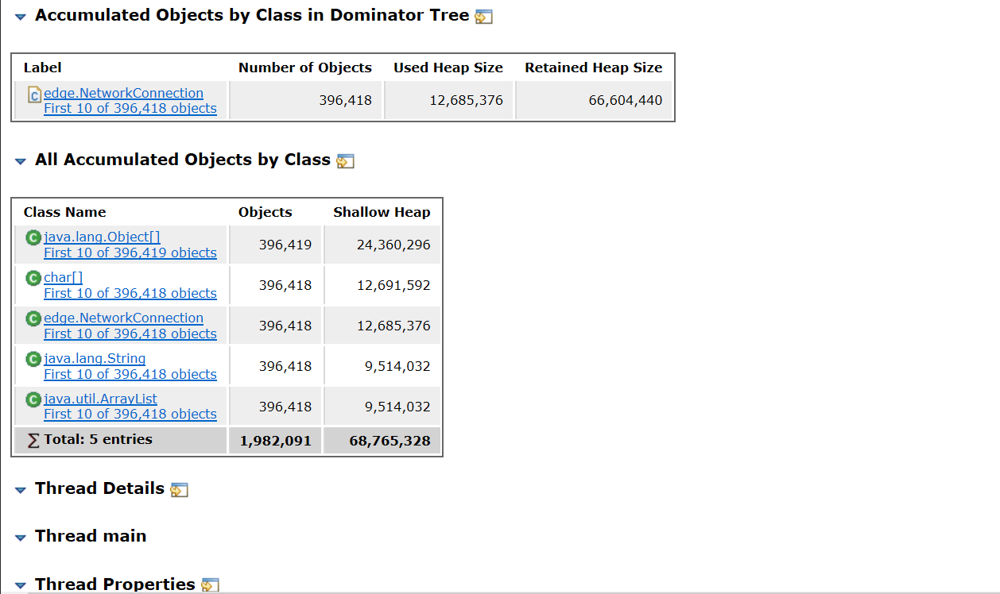 Accumulated Objects by Class in Dominator Tree
Label Number of Objects Used Heap Size Retained Heap Size
edge.NetworkConnection
First 10 of 396,418 objects 396,418 12,685,376 66,604,440
All Accumulated Objects by Class
Class Name Objects Shallow Heap
java.lang.Object[]
First 10 of 396,419 objects 396,419 24,360,296
char[]
First 10 of 396,418 objects 396,418 12,691,592
edge.NetworkConnection
First 10 of 396,418 objects 396,418 12,685,376
java.lang.String
First 10 of 396,418 objects 396,418 9,514,032
java.util.ArrayList
First 10 of 396,418 objects 396,418 9,514,032
Σ Total: 5 entries 1,982,091 68,765,328
Thread Details
Thread main
Thread Properties